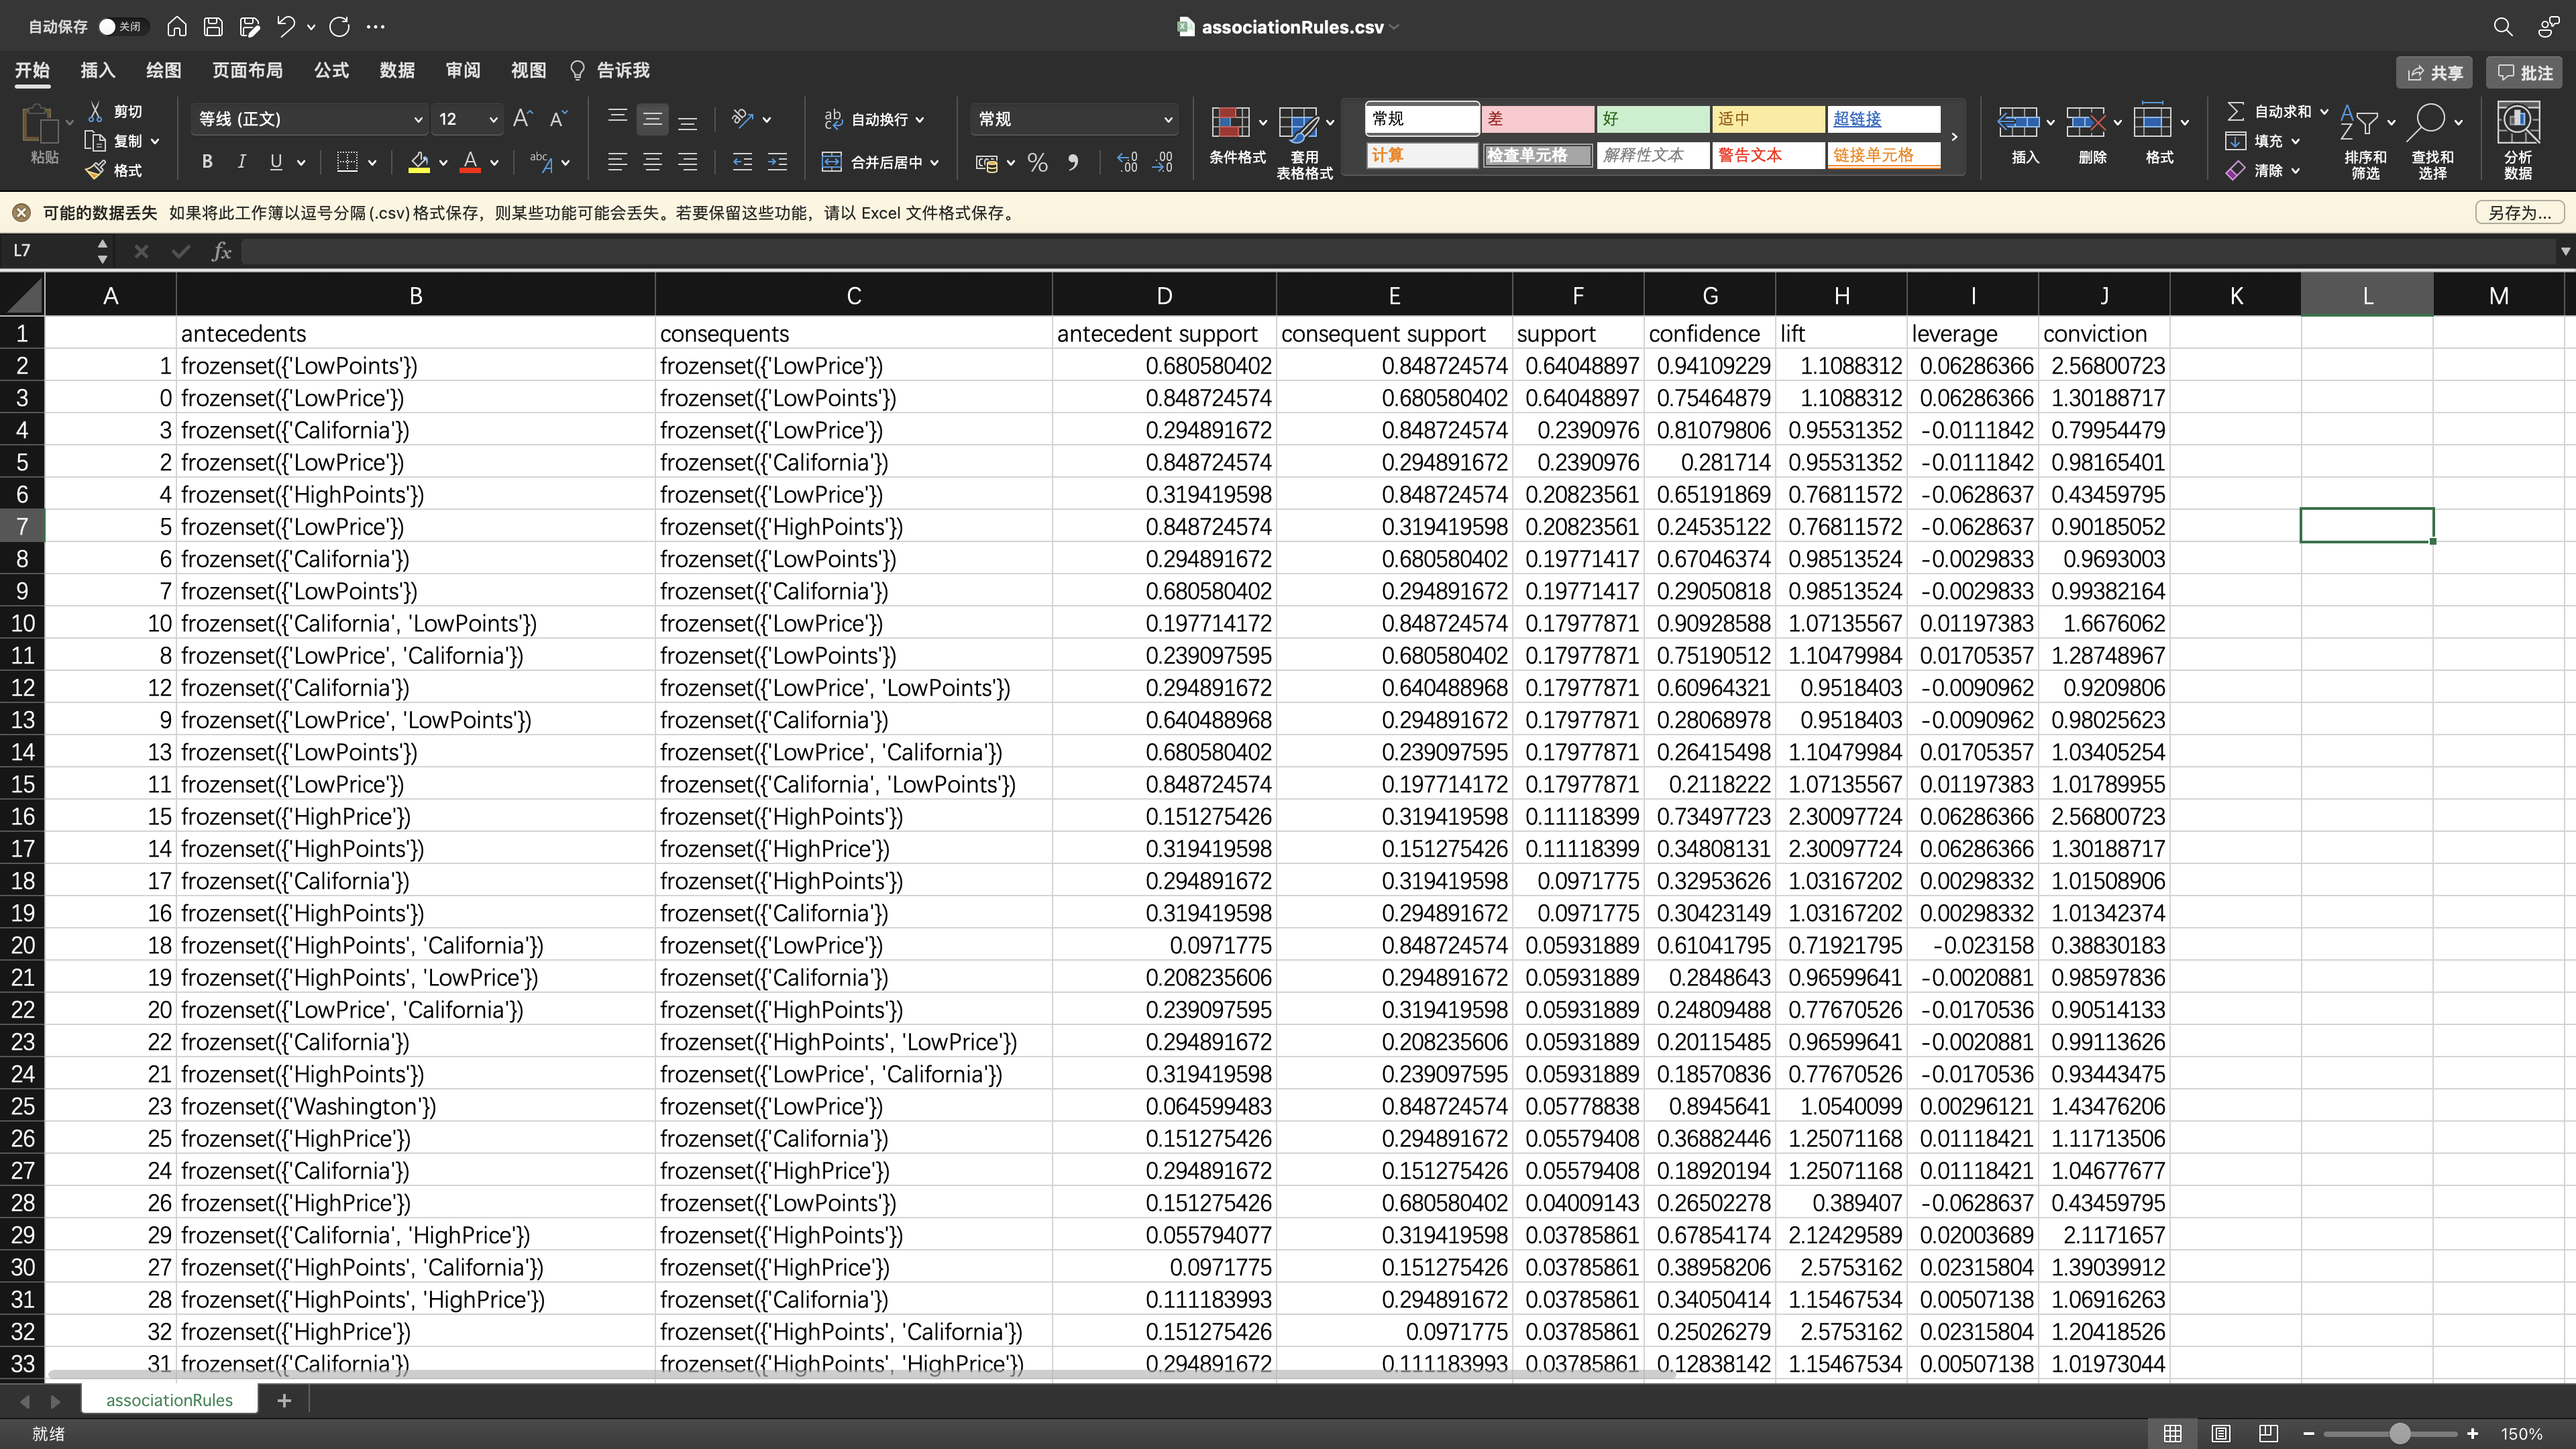 自动保存 关闭 associationRules.csv
开始 插入 绘图 页面布局 公式 数据 审阅 视图 告诉我 共享 批注
粘贴 剪切 复制 格式 等线 (正文) 12 自动换行 合并后居中 常规 条件格式 套用 表格格式 常规 差 好 适中 超链接 插入 删除 格式 自动求和 填充 清除 排序和 筛选 查找和 选择 分析 数据
计算 检查单元格 解释性文本 警告文本 链接单元格
可能的数据丢失 如果将此工作簿以逗号分隔(.csv)格式保存，则某些功能可能会丢失。若要保留这些功能，请以 Excel 文件格式保存。 另存为...
L7 fx
A B C D E F G H I J K L M
1 antecedents consequents antecedent support consequent support support confidence lift leverage conviction
2 1 frozenset({'LowPoints'}) frozenset({'LowPrice'}) 0.680580402 0.848724574 0.64048897 0.94109229 1.1088312 0.06286366 2.56800723
3 0 frozenset({'LowPrice'}) frozenset({'LowPoints'}) 0.848724574 0.680580402 0.64048897 0.75464879 1.1088312 0.06286366 1.30188717
4 3 frozenset({'California'}) frozenset({'LowPrice'}) 0.294891672 0.848724574 0.2390976 0.81079806 0.95531352 -0.0111842 0.79954479
5 2 frozenset({'LowPrice'}) frozenset({'California'}) 0.848724574 0.294891672 0.2390976 0.281714 0.95531352 -0.0111842 0.98165401
6 4 frozenset({'HighPoints'}) frozenset({'LowPrice'}) 0.319419598 0.848724574 0.20823561 0.65191869 0.76811572 -0.0628637 0.43459795
7 5 frozenset({'LowPrice'}) frozenset({'HighPoints'}) 0.848724574 0.319419598 0.20823561 0.24535122 0.76811572 -0.0628637 0.90185052
8 6 frozenset({'California'}) frozenset({'LowPoints'}) 0.294891672 0.680580402 0.19771417 0.67046374 0.98513524 -0.0029833 0.9693003
9 7 frozenset({'LowPoints'}) frozenset({'California'}) 0.680580402 0.294891672 0.19771417 0.29050818 0.98513524 -0.0029833 0.99382164
10 10 frozenset({'California', 'LowPoints'}) frozenset({'LowPrice'}) 0.197714172 0.848724574 0.17977871 0.90928588 1.07135567 0.01197383 1.6676062
11 8 frozenset({'LowPrice', 'California'}) frozenset({'LowPoints'}) 0.239097595 0.680580402 0.17977871 0.75190512 1.10479984 0.01705357 1.28748967
12 12 frozenset({'California'}) frozenset({'LowPrice', 'LowPoints'}) 0.294891672 0.640488968 0.17977871 0.60964321 0.9518403 -0.0090962 0.9209806
13 9 frozenset({'LowPrice', 'LowPoints'}) frozenset({'California'}) 0.640488968 0.294891672 0.17977871 0.28068978 0.9518403 -0.0090962 0.98025623
14 13 frozenset({'LowPoints'}) frozenset({'LowPrice', 'California'}) 0.680580402 0.239097595 0.17977871 0.26415498 1.10479984 0.01705357 1.03405254
15 11 frozenset({'LowPrice'}) frozenset({'California', 'LowPoints'}) 0.848724574 0.197714172 0.17977871 0.2118222 1.07135567 0.01197383 1.01789955
16 15 frozenset({'HighPrice'}) frozenset({'HighPoints'}) 0.151275426 0.319419598 0.11118399 0.73497723 2.30097724 0.06286366 2.56800723
17 14 frozenset({'HighPoints'}) frozenset({'HighPrice'}) 0.319419598 0.151275426 0.11118399 0.34808131 2.30097724 0.06286366 1.30188717
18 17 frozenset({'California'}) frozenset({'HighPoints'}) 0.294891672 0.319419598 0.0971775 0.32953626 1.03167202 0.00298332 1.01508906
19 16 frozenset({'HighPoints'}) frozenset({'California'}) 0.319419598 0.294891672 0.0971775 0.30423149 1.03167202 0.00298332 1.01342374
20 18 frozenset({'HighPoints', 'California'}) frozenset({'LowPrice'}) 0.0971775 0.848724574 0.05931889 0.61041795 0.71921795 -0.023158 0.38830183
21 19 frozenset({'HighPoints', 'LowPrice'}) frozenset({'California'}) 0.208235606 0.294891672 0.05931889 0.2848643 0.96599641 -0.0020881 0.98597836
22 20 frozenset({'LowPrice', 'California'}) frozenset({'HighPoints'}) 0.239097595 0.319419598 0.05931889 0.24809488 0.77670526 -0.0170536 0.90514133
23 22 frozenset({'California'}) frozenset({'HighPoints', 'LowPrice'}) 0.294891672 0.208235606 0.05931889 0.20115485 0.96599641 -0.0020881 0.99113626
24 21 frozenset({'HighPoints'}) frozenset({'LowPrice', 'California'}) 0.319419598 0.239097595 0.05931889 0.18570836 0.77670526 -0.0170536 0.93443475
25 23 frozenset({'Washington'}) frozenset({'LowPrice'}) 0.064599483 0.848724574 0.05778838 0.8945641 1.0540099 0.00296121 1.43476206
26 25 frozenset({'HighPrice'}) frozenset({'California'}) 0.151275426 0.294891672 0.05579408 0.36882446 1.25071168 0.01118421 1.11713506
27 24 frozenset({'California'}) frozenset({'HighPrice'}) 0.294891672 0.151275426 0.05579408 0.18920194 1.25071168 0.01118421 1.04677677
28 26 frozenset({'HighPrice'}) frozenset({'LowPoints'}) 0.151275426 0.680580402 0.04009143 0.26502278 0.389407 -0.0628637 0.43459795
29 29 frozenset({'California', 'HighPrice'}) frozenset({'HighPoints'}) 0.055794077 0.319419598 0.03785861 0.67854174 2.12429589 0.02003689 2.1171657
30 27 frozenset({'HighPoints', 'California'}) frozenset({'HighPrice'}) 0.0971775 0.151275426 0.03785861 0.38958206 2.5753162 0.02315804 1.39039912
31 28 frozenset({'HighPoints', 'HighPrice'}) frozenset({'California'}) 0.111183993 0.294891672 0.03785861 0.34050414 1.15467534 0.00507138 1.06916263
32 32 frozenset({'HighPrice'}) frozenset({'HighPoints', 'California'}) 0.151275426 0.0971775 0.03785861 0.25026279 2.5753162 0.02315804 1.20418526
33 31 frozenset({'California'}) frozenset({'HighPoints', 'HighPrice'}) 0.294891672 0.111183993 0.03785861 0.12838142 1.15467534 0.00507138 1.01973044
associationRules
就绪 150%